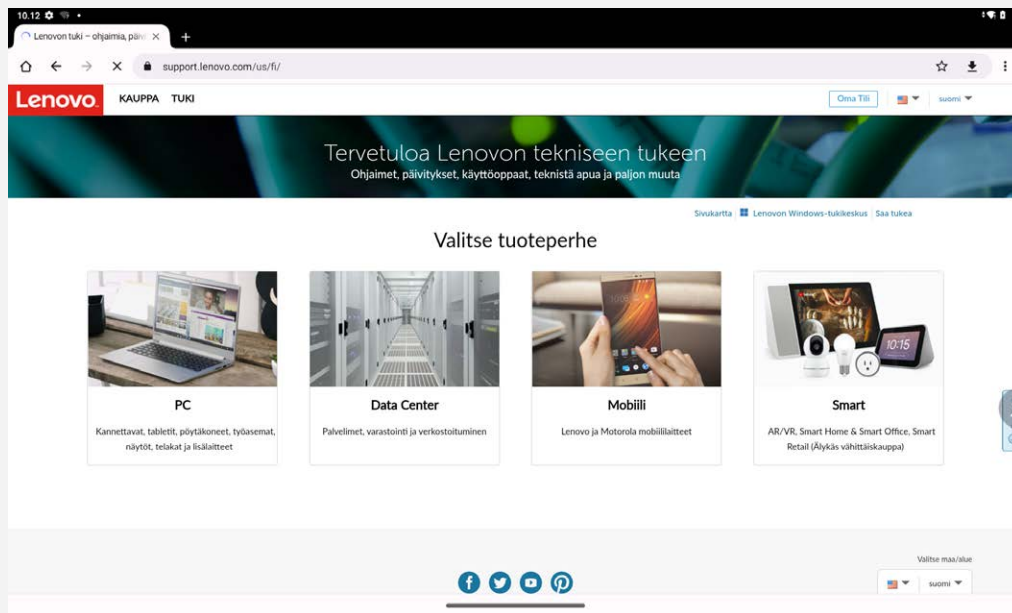 10.12
Lenovon tuki – ohjaimia, päi
support.lenovo.com/us/fi/
Lenovo.
KAUPPA TUKI
Oma Tili
suomi
Tervetuloa Lenovon tekniseen tukeen
Ohjaimet, päivitykset, käyttöoppaat, teknistä apua ja paljon muuta
Sivukartta
Lenovon Windows-tukikeskus
Saa tukea
Valitse tuoteperhe
10:15
PC
Kannettavat, tabletit, pöytäkoneet, työasemat,
näytöt, telakat ja lisälaitteet
Data Center
Palvelimet, varastointi ja verkostoituminen
Mobiili
Lenovo ja Motorola mobiililaitteet
Smart
AR/VR, Smart Home & Smart Office, Smart
Retail (Älykäs vähittäiskauppa)
Valitse maa/alue
suomi